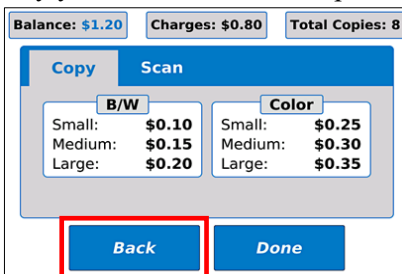 Balance: $1.20 Charges: $0.80 Total Copies: 8
Copy Scan
B/W Color
Small: $0.10 Small: $0.25
Medium: $0.15 Medium: $0.30
Large: $0.20 Large: $0.35
Back Done